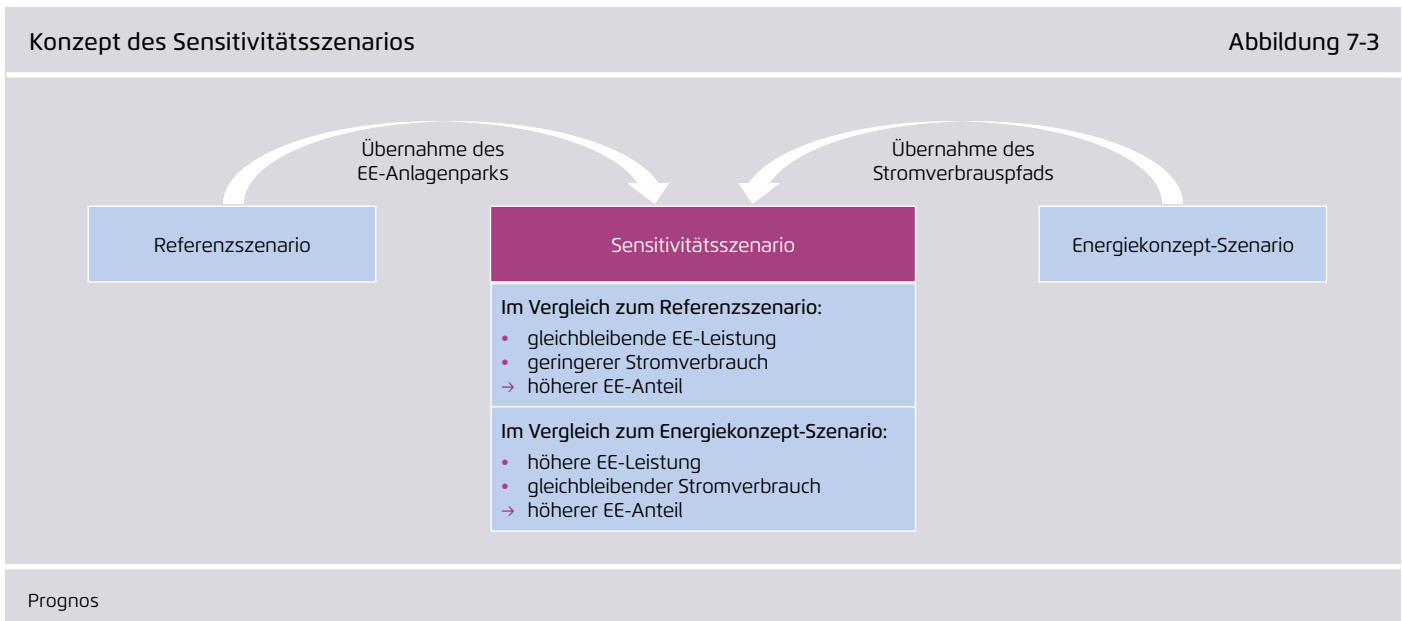 Konzept des Sensitivitätsszenarios
Abbildung 7-3
Übernahme des
EE-Anlagenparks
Übernahme des
Stromverbrauspfads
Referenzszenario
Sensitivitätsszenario
Energiekonzept-Szenario
Im Vergleich zum Referenzszenario:
• gleichbleibende EE-Leistung
• geringerer Stromverbrauch
→ höherer EE-Anteil
Im Vergleich zum Energiekonzept-Szenario:
• höhere EE-Leistung
• gleichbleibender Stromverbrauch
→ höherer EE-Anteil
Prognos